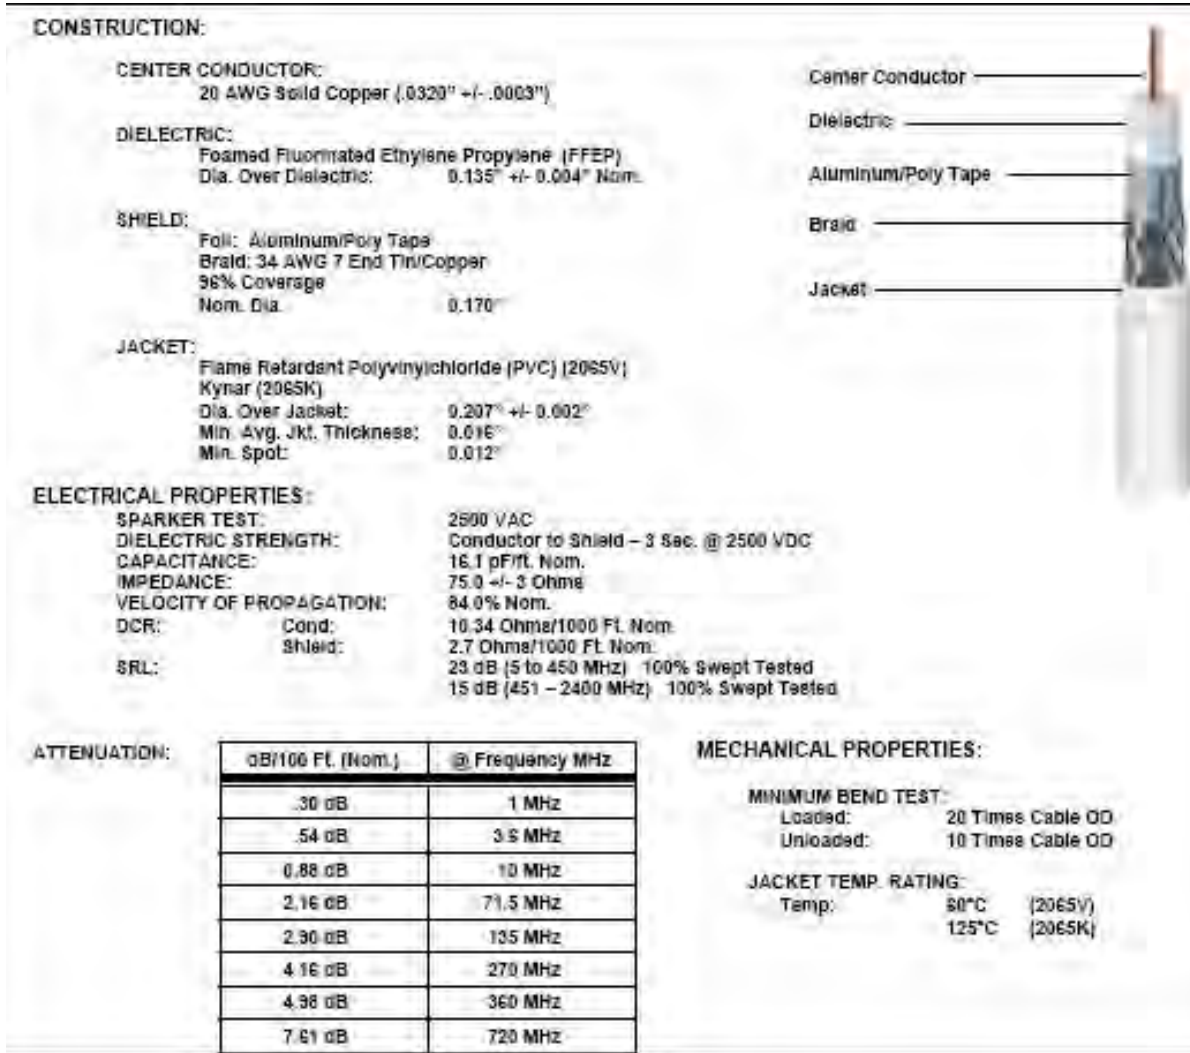 CONSTRUCTION:
CENTER CONDUCTOR:
20 AWG Solid Copper (.0320" +/- .0003")
DIELECTRIC:
Foamed Fluorinated Ethylene Propylene (FFEP)
Dia. Over Dielectric: 0.135" +/- 0.004" Nom.
SHIELD:
Foil: Aluminum/Poly Tape
Braid: 34 AWG 7 End Tin/Copper
96% Coverage
Nom. Dia. 0.170"
JACKET:
Flame Retardant Polyvinylchloride (PVC) (2065V)
Kynar (2065K)
Dia. Over Jacket: 0.207" +/- 0.002"
Min. Avg. Jkt. Thickness: 0.016"
Min. Spot: 0.012"
Center Conductor
Dielectric
Aluminum/Poly Tape
Braid
Jacket
ELECTRICAL PROPERTIES:
SPARKER TEST: 2500 VAC
DIELECTRIC STRENGTH: Conductor to Shield – 3 Sec. @ 2500 VDC
CAPACITANCE: 16.1 pF/ft. Nom.
IMPEDANCE: 75.0 +/- 3 Ohms
VELOCITY OF PROPAGATION: 84.0% Nom.
DCR: Cond: 10.34 Ohms/1000 Ft. Nom.
Shield: 2.7 Ohms/1000 Ft. Nom.
SRL: 23 dB (5 to 450 MHz) 100% Swept Tested
15 dB (451 – 2400 MHz) 100% Swept Tested
ATTENUATION:
dB/100 Ft. (Nom.) @ Frequency MHz
.30 dB 1 MHz
.54 dB 3.6 MHz
0.88 dB 10 MHz
2.16 dB 71.5 MHz
2.90 dB 135 MHz
4.16 dB 270 MHz
4.98 dB 360 MHz
7.61 dB 720 MHz
MECHANICAL PROPERTIES:
MINIMUM BEND TEST:
Loaded: 20 Times Cable OD
Unloaded: 10 Times Cable OD
JACKET TEMP. RATING:
Temp: (2065V)
125°C (2065K)